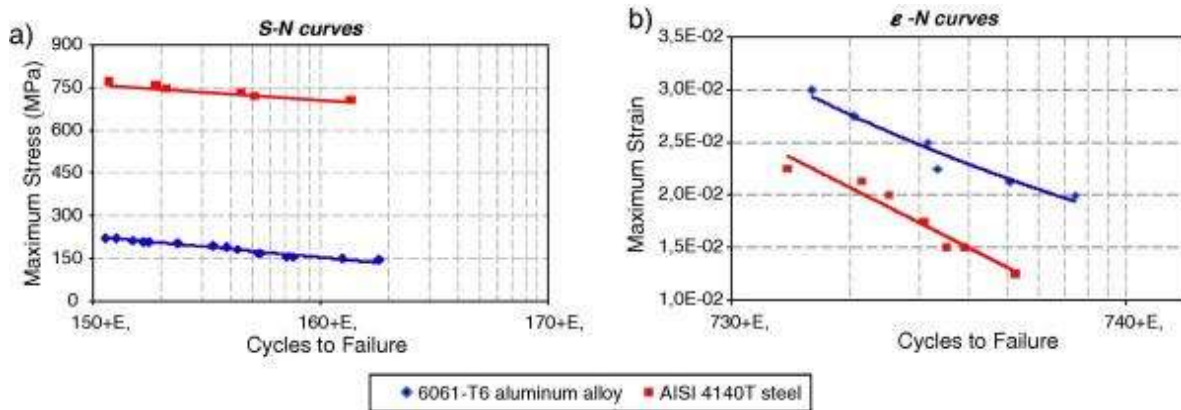 a)
S-N curves
Maximum Stress (MPa)
900
750
600
450
300
150
0
150+E,
160+E,
170+E,
Cycles to Failure
b)
ε -N curves
Maximum Strain
3,5E-02
3,0E-02
2,5E-02
2,0E-02
1,5E-02
1,0E-02
730+E,
740+E,
Cycles to Failure
6061-T6 aluminum alloy
AISI 4140T steel